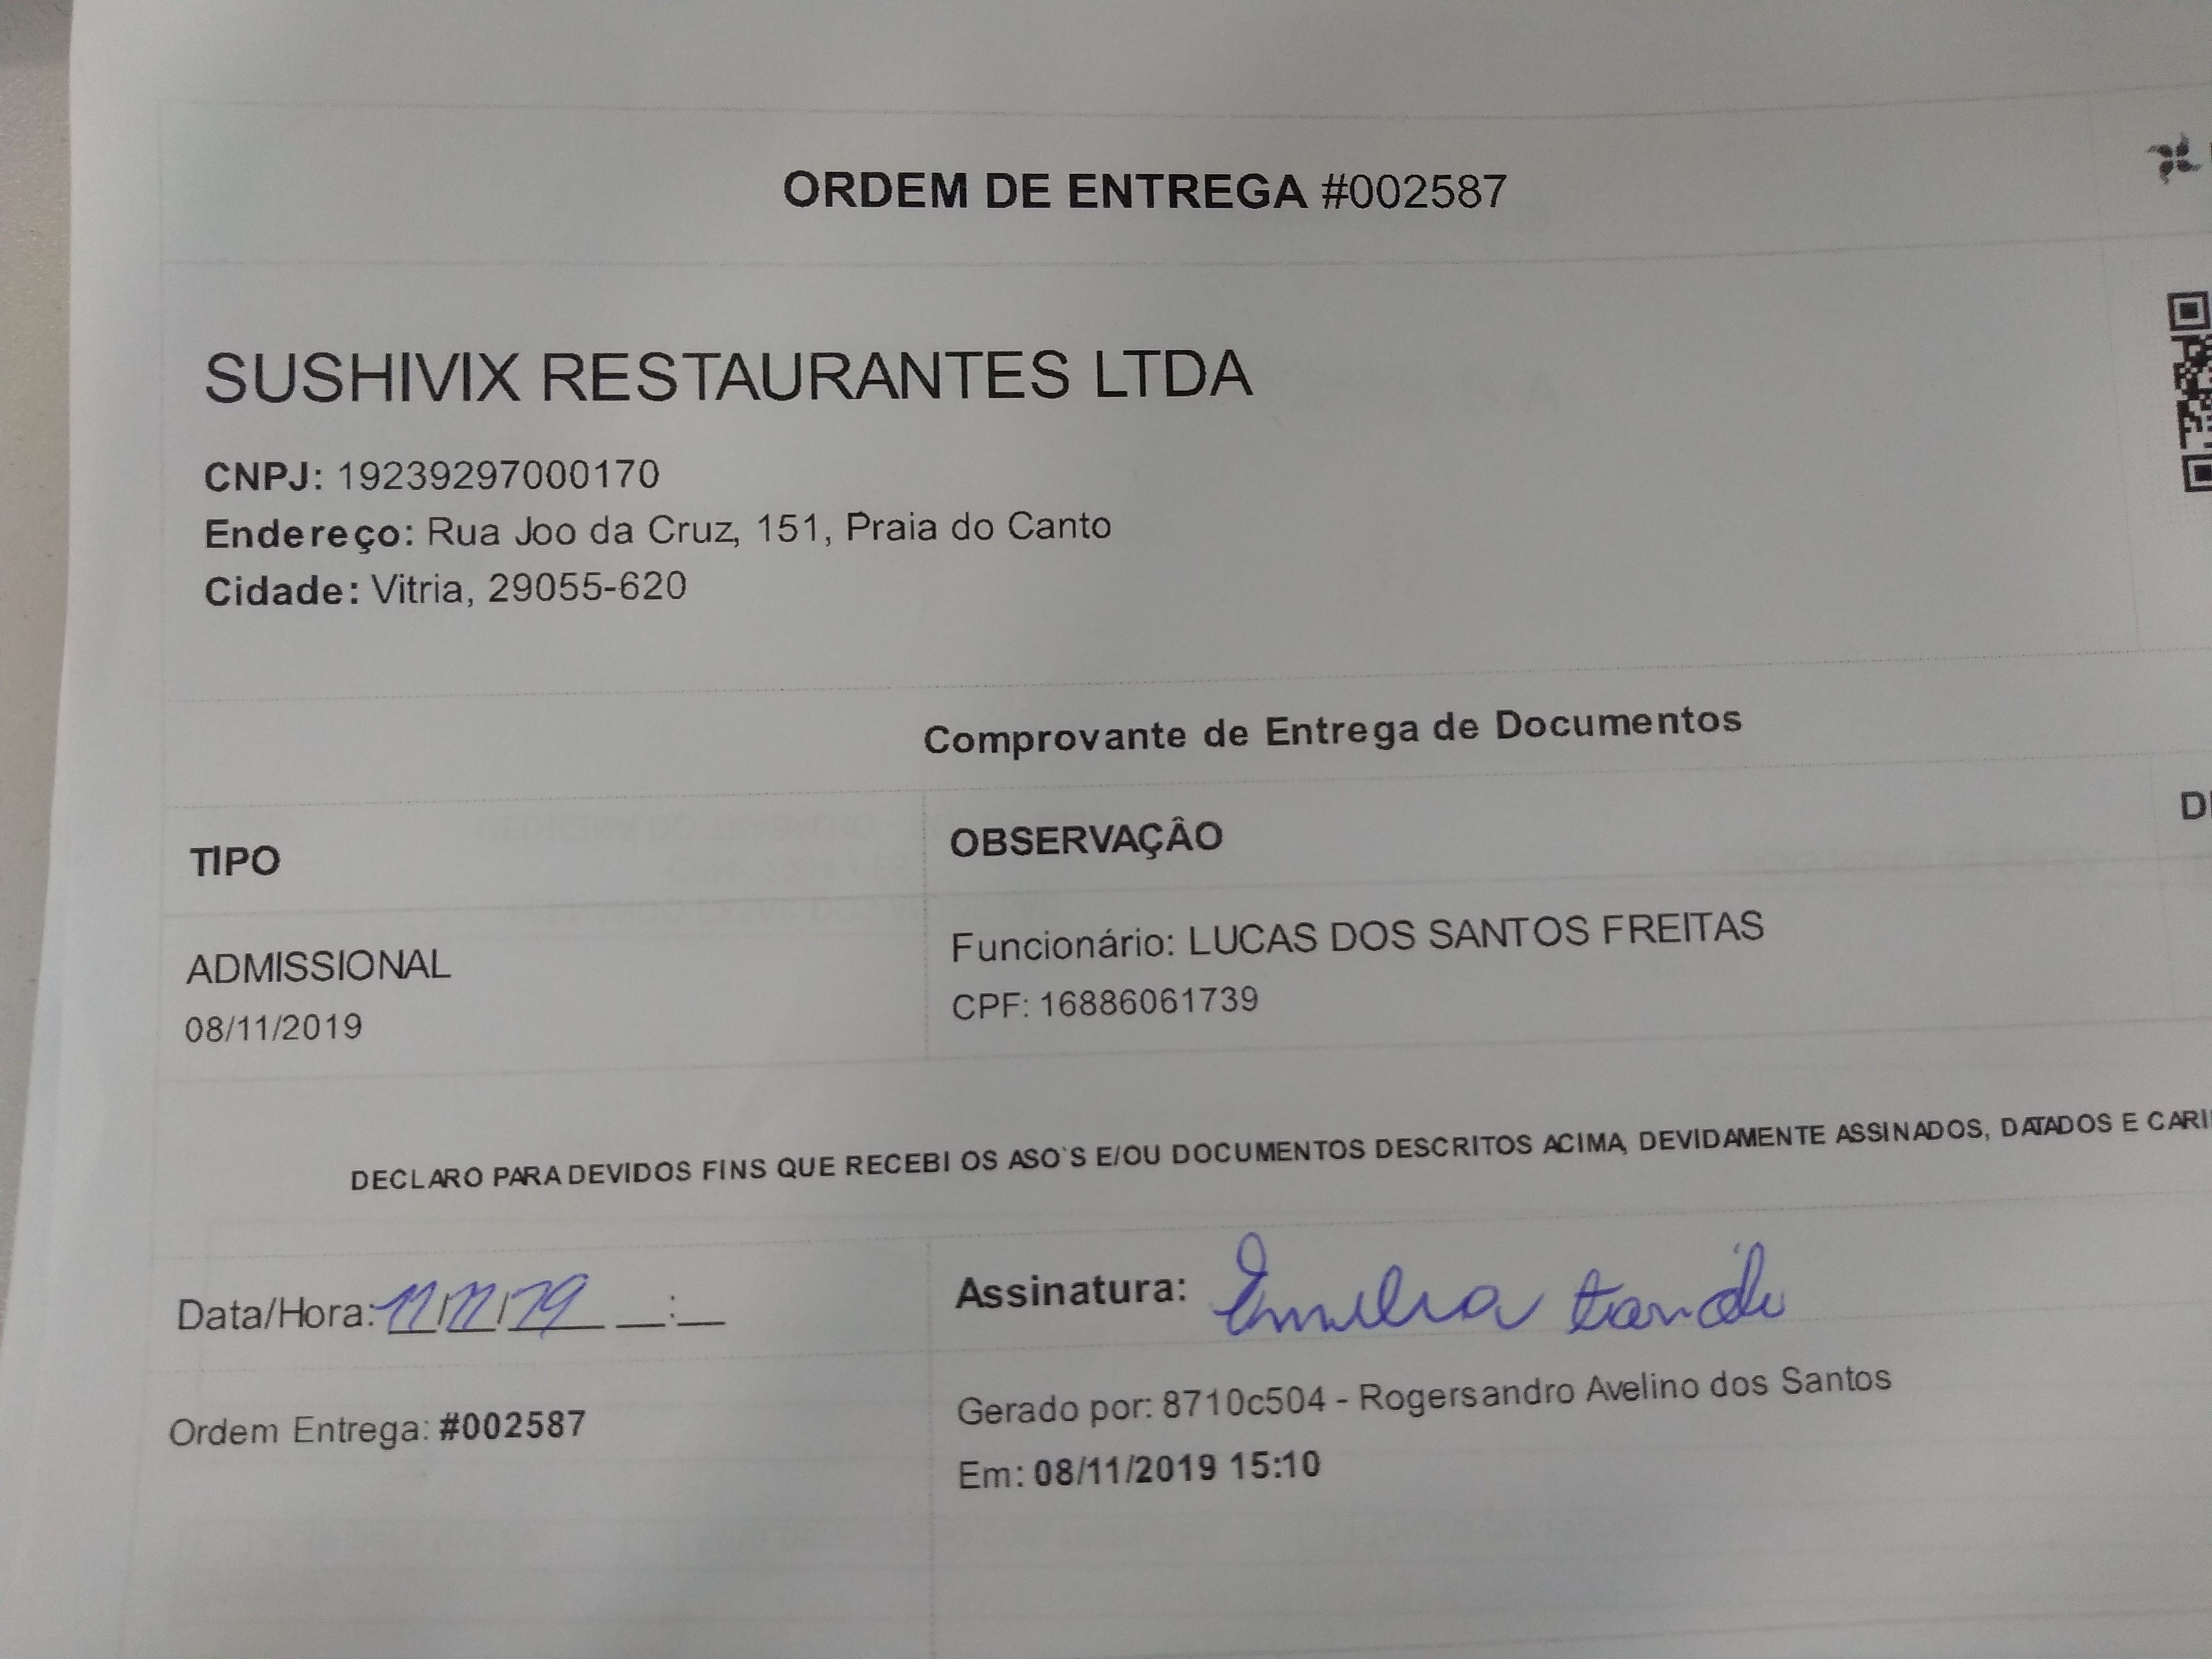 ORDEM DE ENTREGA #002587
SUSHIVIX RESTAURANTES LTDA
CNPJ: 19239297000170
Endereço: Rua Joo da Cruz, 151, Praia do Canto
Cidade: Vitria, 29055-620
Comprovante de Entrega de Documentos
TIPO
OBSERVAÇÃO
ADMISSIONAL
08/11/2019
Funcionário: LUCAS DOS SANTOS FREITAS
CPF: 16886061739
DECLARO PARA DEVIDOS FINS QUE RECEBI OS ASO`S E/OU DOCUMENTOS DESCRITOS ACIMA, DEVIDAMENTE ASSINADOS, DATADOS E
Data/Hora: 11/11/19 __:__
Assinatura:
Ordem Entrega: #002587
Gerado por: 8710c504 - Rogersandro Avelino dos Santos
Em: 08/11/2019 15:10